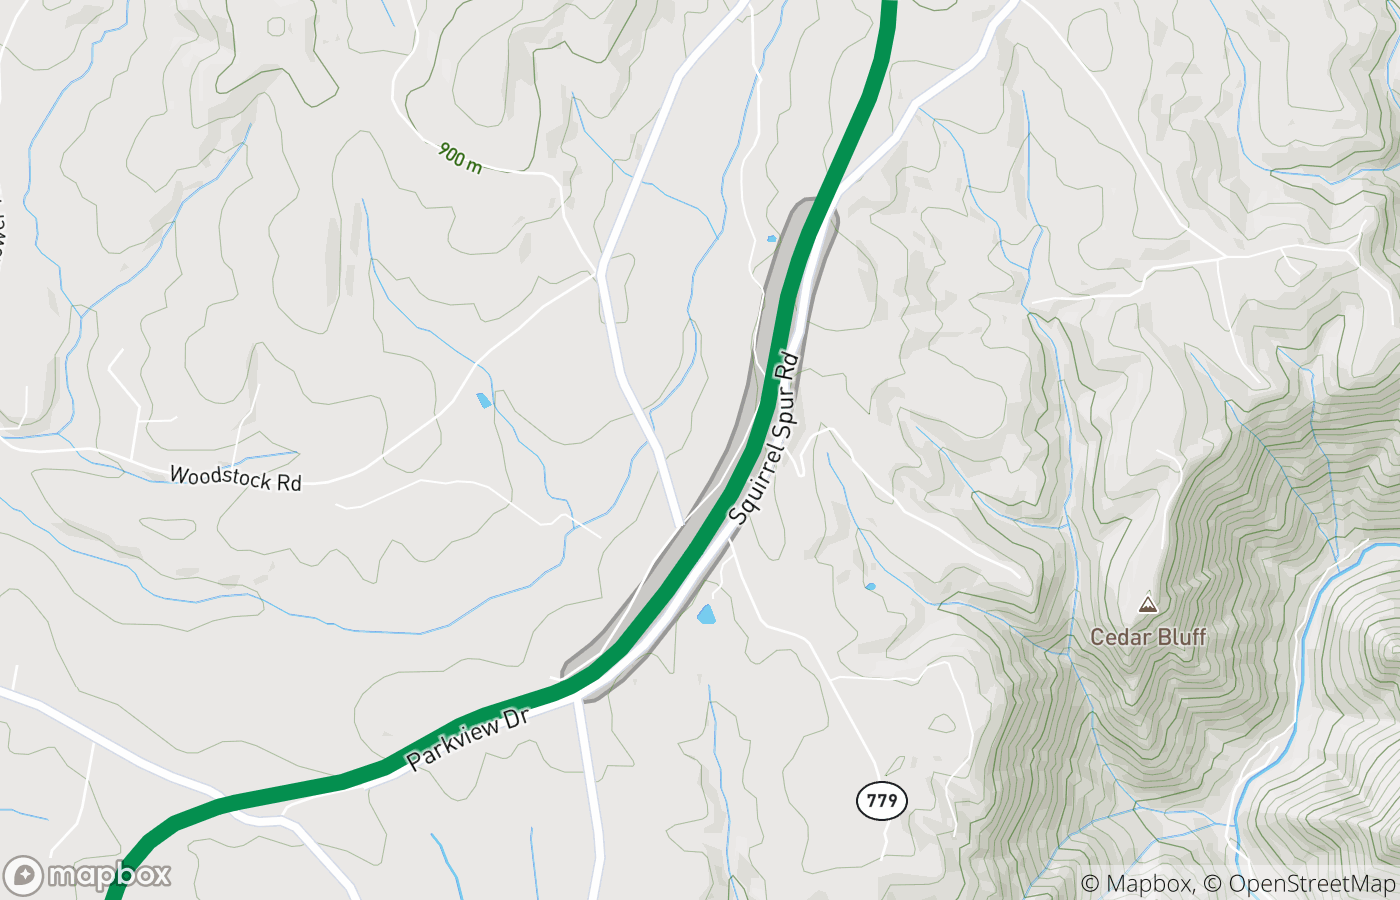 900 m
Woodstock Rd
Squirrel Spur Rd
Cedar Bluff
Parkview Dr
779
mapbox
© Mapbox, © OpenStreetMap